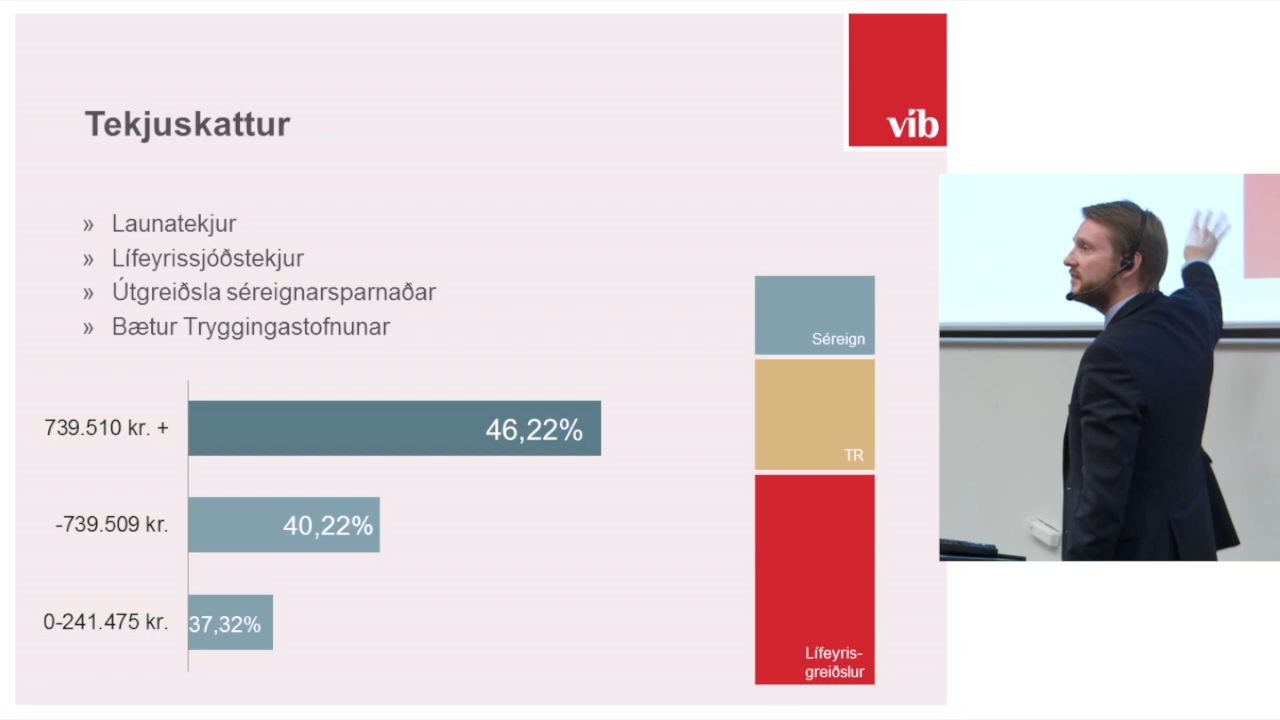 Tekjuskattur
víb
» Launatekjur
» Lífeyrissjóðstekjur
» Útgreiðsla séreignarsparnaðar
» Bætur Tryggingastofnunar
739.510 kr. +
46,22%
-739.509 kr.
40,22%
0-241.475 kr.
37,32%
Séreign
TR
Lífeyris-
greiðslur